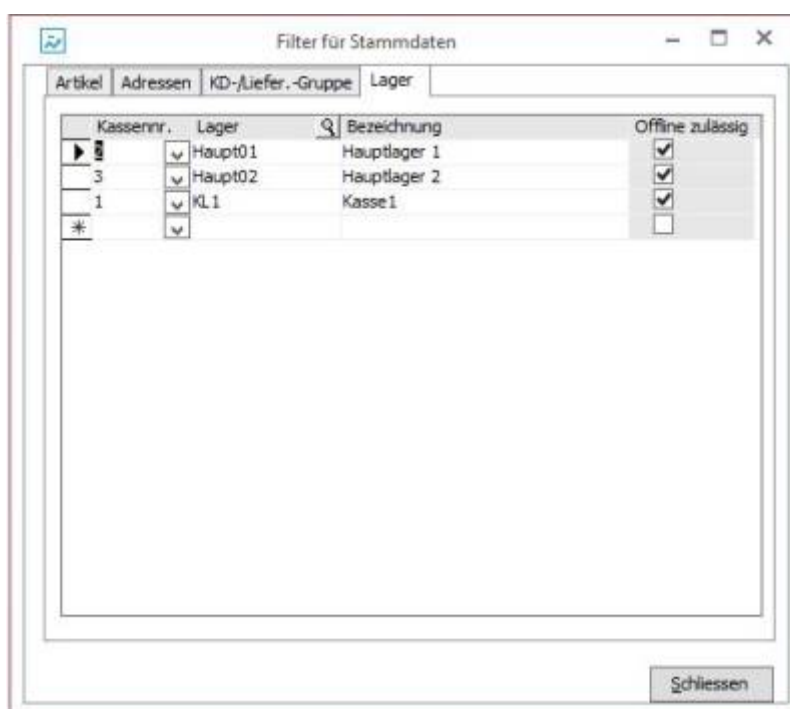 Filter für Stammdaten
Artikel Adressen KD-/Liefer.-Gruppe Lager
Kassennr. Lager Bezeichnung Offline zulässig
2 Haupt01 Hauptlager 1
3 Haupt02 Hauptlager 2
1 KL1 Kasse1
Schliessen